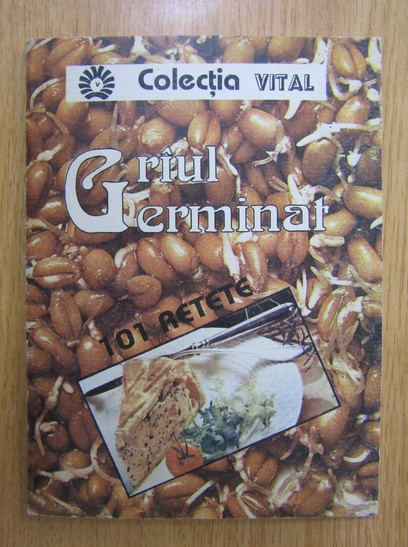 V
Colecția VITAL
Grîul
Germinat
101 REȚETE